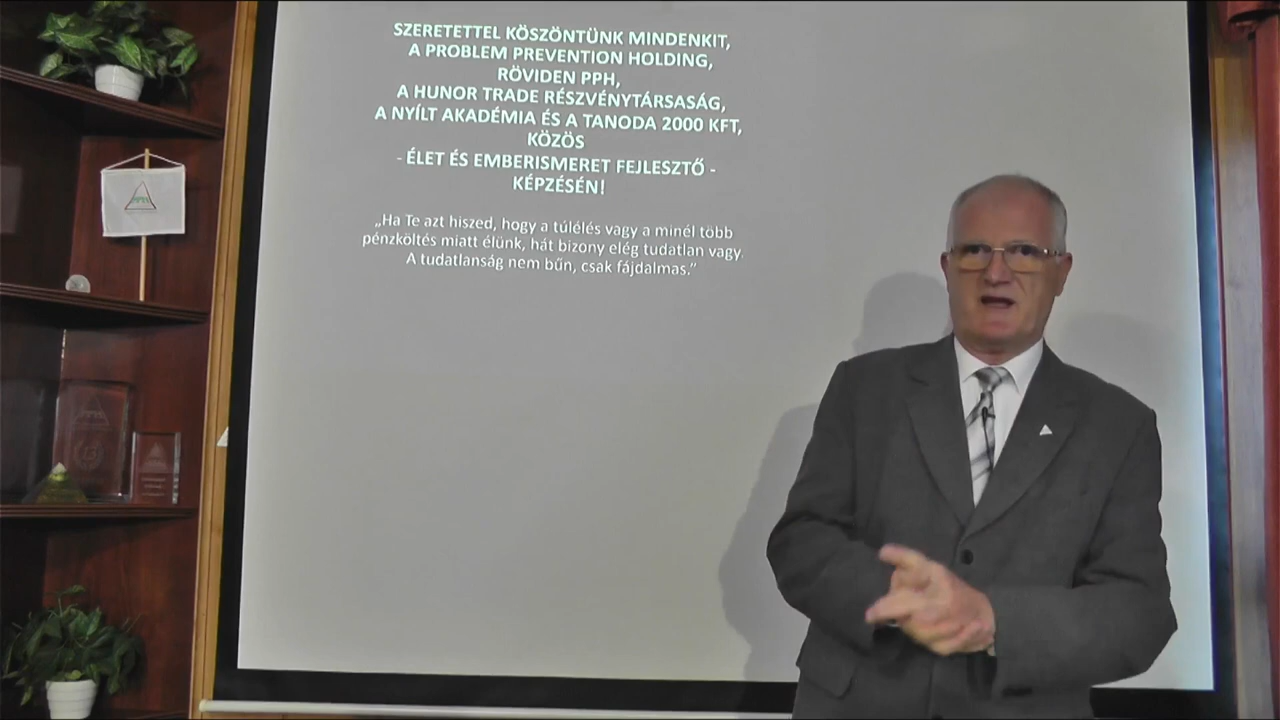 SZERETETTEL KÖSZÖNTÜNK MINDENKIT,
A PROBLEM PREVENTION HOLDING,
RÖVIDEN PPH,
A HUNOR TRADE RÉSZVÉNYTÁRSASÁG,
A NYÍLT AKADÉMIA ÉS A TANODA 2000 KFT,
KÖZÖS
- ÉLET ÉS EMBERISMERET FEJLESZTŐ -
KÉPZÉSÉN!
„Ha Te azt hiszed, hogy a túlélés vagy a minél több
pénzköltés miatt élünk, hát bizony elég tudatlan vagy.
A tudatlanság nem bűn, csak fájdalmas.”
13